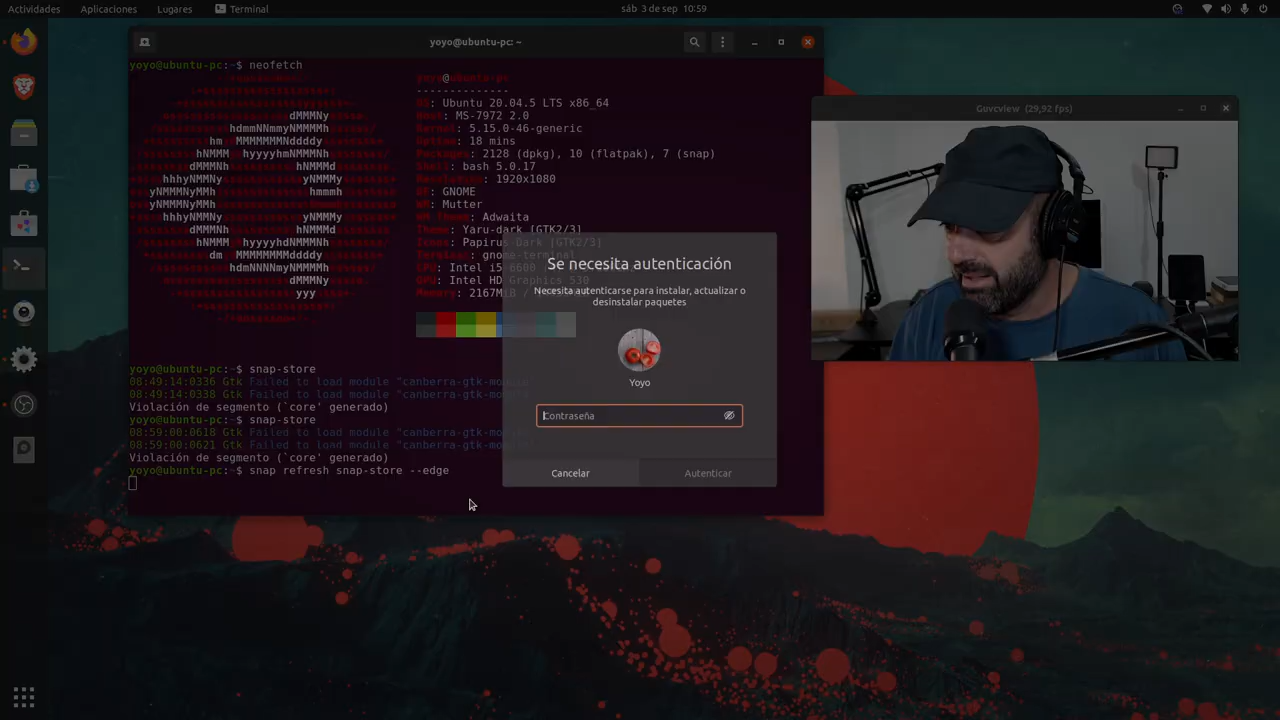 Actividades Aplicaciones Lugares Terminal sáb 3 de sep 10:59
yoyo@ubuntu-pc: ~
Guvcview (29,92 fps)
yoyo@ubuntu-pc:~$ neofetch
yoyo@ubuntu-pc
--------------
OS: Ubuntu 20.04.5 LTS x86_64
Host: MS-7972 2.0
Kernel: 5.15.0-46-generic
Uptime: 18 mins
Packages: 2128 (dpkg), 10 (flatpak), 7 (snap)
Shell: bash 5.0.17
Resolution: 1920x1080
DE: GNOME
WM: Mutter
WM Theme: Adwaita
Theme: Yaru-dark [GTK2/3]
Icons: Papirus-Dark [GTK2/3]
Terminal: gnome-terminal
CPU: Intel i5-6600
GPU: Intel HD Graphics 530
Memory: 2167MiB /
yoyo@ubuntu-pc:~$ snap-store
08:49:14:0336 Gtk Failed to load module "canberra-gtk-module"
08:49:14:0338 Gtk Failed to load module "canberra-gtk-module"
Violación de segmento (`core' generado)
yoyo@ubuntu-pc:~$ snap-store
08:59:00:0618 Gtk Failed to load module "canberra-gtk-module"
08:59:00:0621 Gtk Failed to load module "canberra-gtk-module"
Violación de segmento (`core' generado)
yoyo@ubuntu-pc:~$ snap refresh snap-store --edge
Se necesita autenticación
Necesita autenticarse para instalar, actualizar o
desinstalar paquetes
Yoyo
Contraseña
Cancelar Autenticar